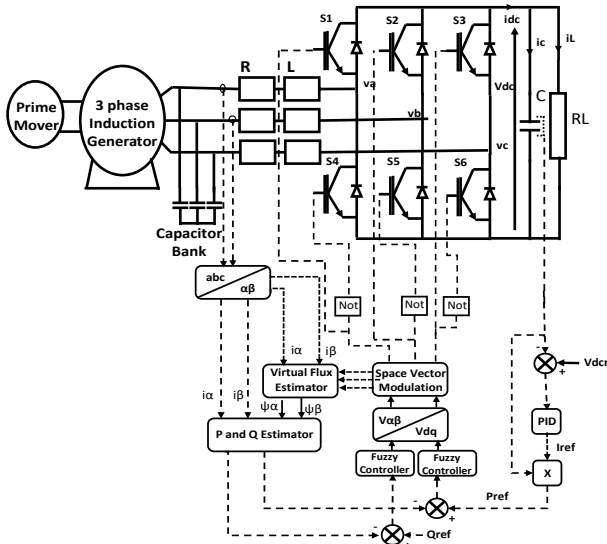 S1
S2
S3
idc
ic
iL
R
L
va
Vdc
Prime
Mover
3 phase
Induction
Generator
vb
C
RL
vc
S4
S5
S6
Capacitor
Bank
abc
αβ
Not
Not
Not
iα
iβ
-
+
Vdcr
Virtual Flux
Estimator
Space Vector
Modulation
iα
iβ
ψα
ψβ
Vαβ
Vdq
PID
P and Q Estimator
Iref
Fuzzy
Controller
Fuzzy
Controller
X
Pref
-
+
-
+
Qref